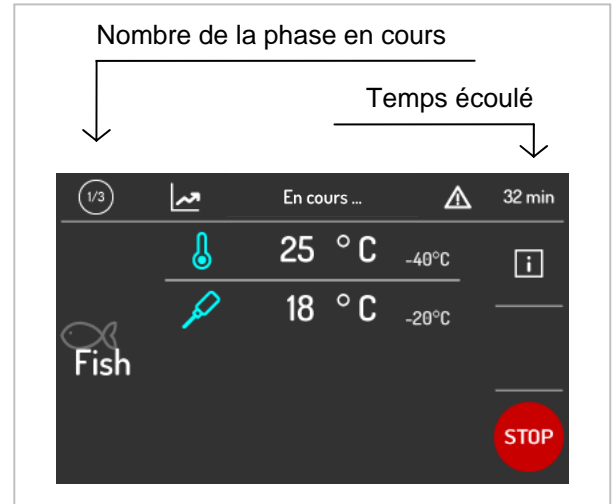 Nombre de la phase en cours
Temps écoulé
1/3 En cours ... 32 min
25 °C -40°C
i
18 °C -20°C
Fish
STOP